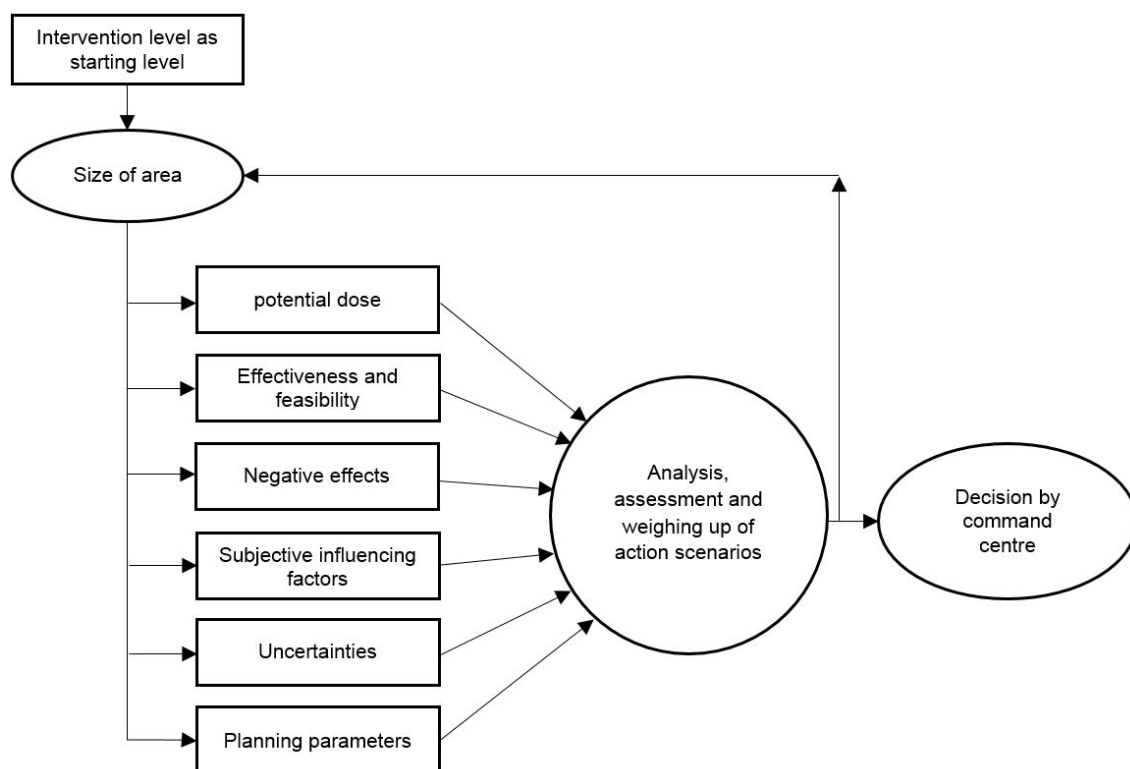 Intervention level as
starting level
Size of area
potential dose
Effectiveness and
feasibility
Negative effects
Subjective influencing
factors
Uncertainties
Planning parameters
Analysis,
assessment and
weighing up of
action scenarios
Decision by
command
centre